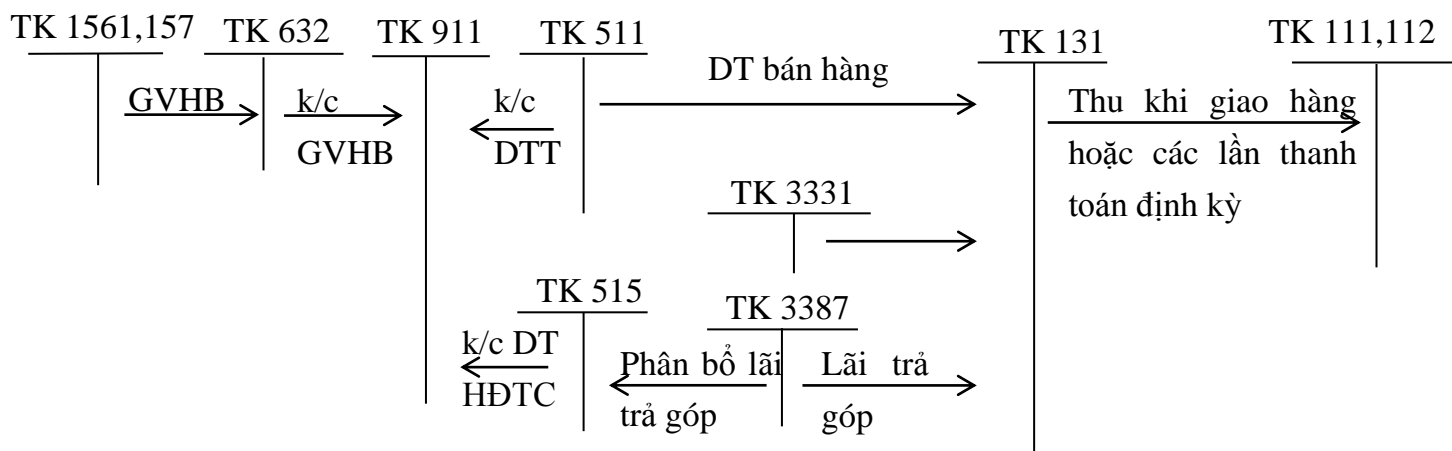 TK 1561,157
TK 632
TK 911
TK 511
TK 131
TK 111,112
DT bán hàng
GVHB
k/c
GVHB
k/c
DTT
Thu khi giao hàng
hoặc các lần thanh
toán định kỳ
TK 3331
TK 515
TK 3387
k/c DT
HĐTC
Phân bổ lãi
trả góp
Lãi trả
góp